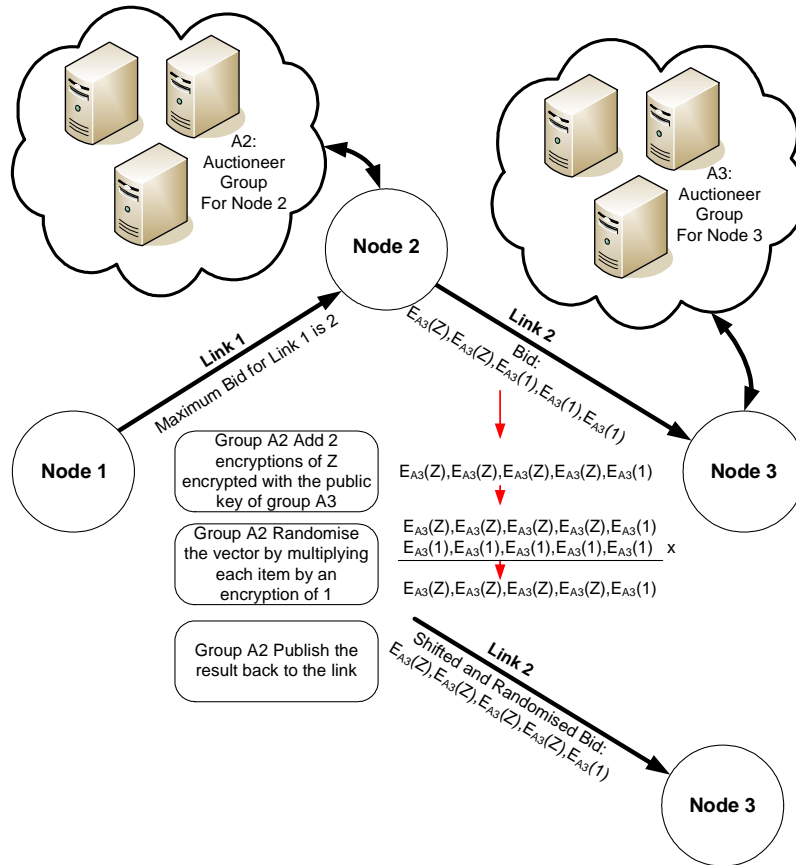 A2:
Auctioneer
Group
For Node 2
A3:
Auctioneer
Group
For Node 3
Node 2
Link 1
Maximum Bid for Link 1 is 2
Link 2
Bid:
E_A3(Z),E_A3(Z),E_A3(1),E_A3(1),E_A3(1)
Node 1
Node 3
Group A2 Add 2
encryptions of Z
encrypted with the public
key of group A3
E_A3(Z),E_A3(Z),E_A3(Z),E_A3(Z),E_A3(1)
Group A2 Randomise
the vector by multiplying
each item by an
encryption of 1
E_A3(Z),E_A3(Z),E_A3(Z),E_A3(Z),E_A3(1)
E_A3(1),E_A3(1),E_A3(1),E_A3(1),E_A3(1) x
E_A3(Z),E_A3(Z),E_A3(Z),E_A3(Z),E_A3(1)
Group A2 Publish the
result back to the link
Link 2
Shifted and Randomised Bid:
E_A3(Z),E_A3(Z),E_A3(Z),E_A3(Z),E_A3(1)
Node 3